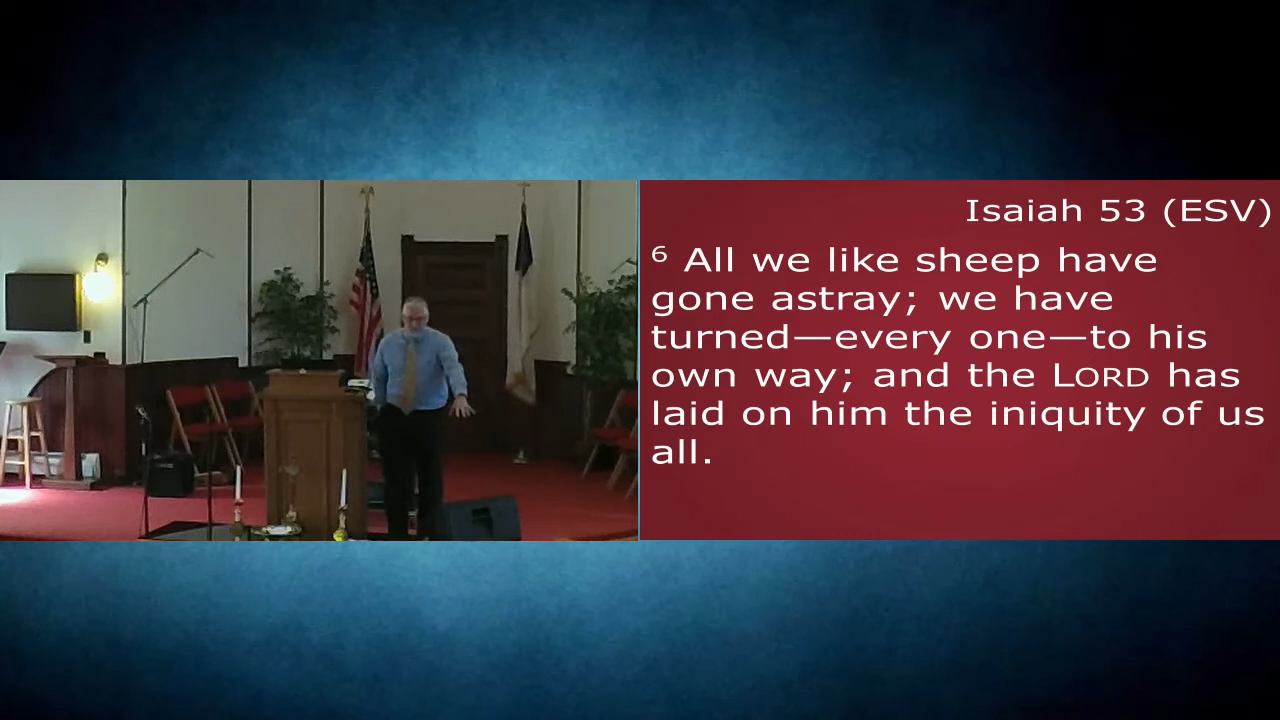 Isaiah 53 (ESV)
⁶ All we like sheep have
gone astray; we have
turned—every one—to his
own way; and the LORD has
laid on him the iniquity of us
all.